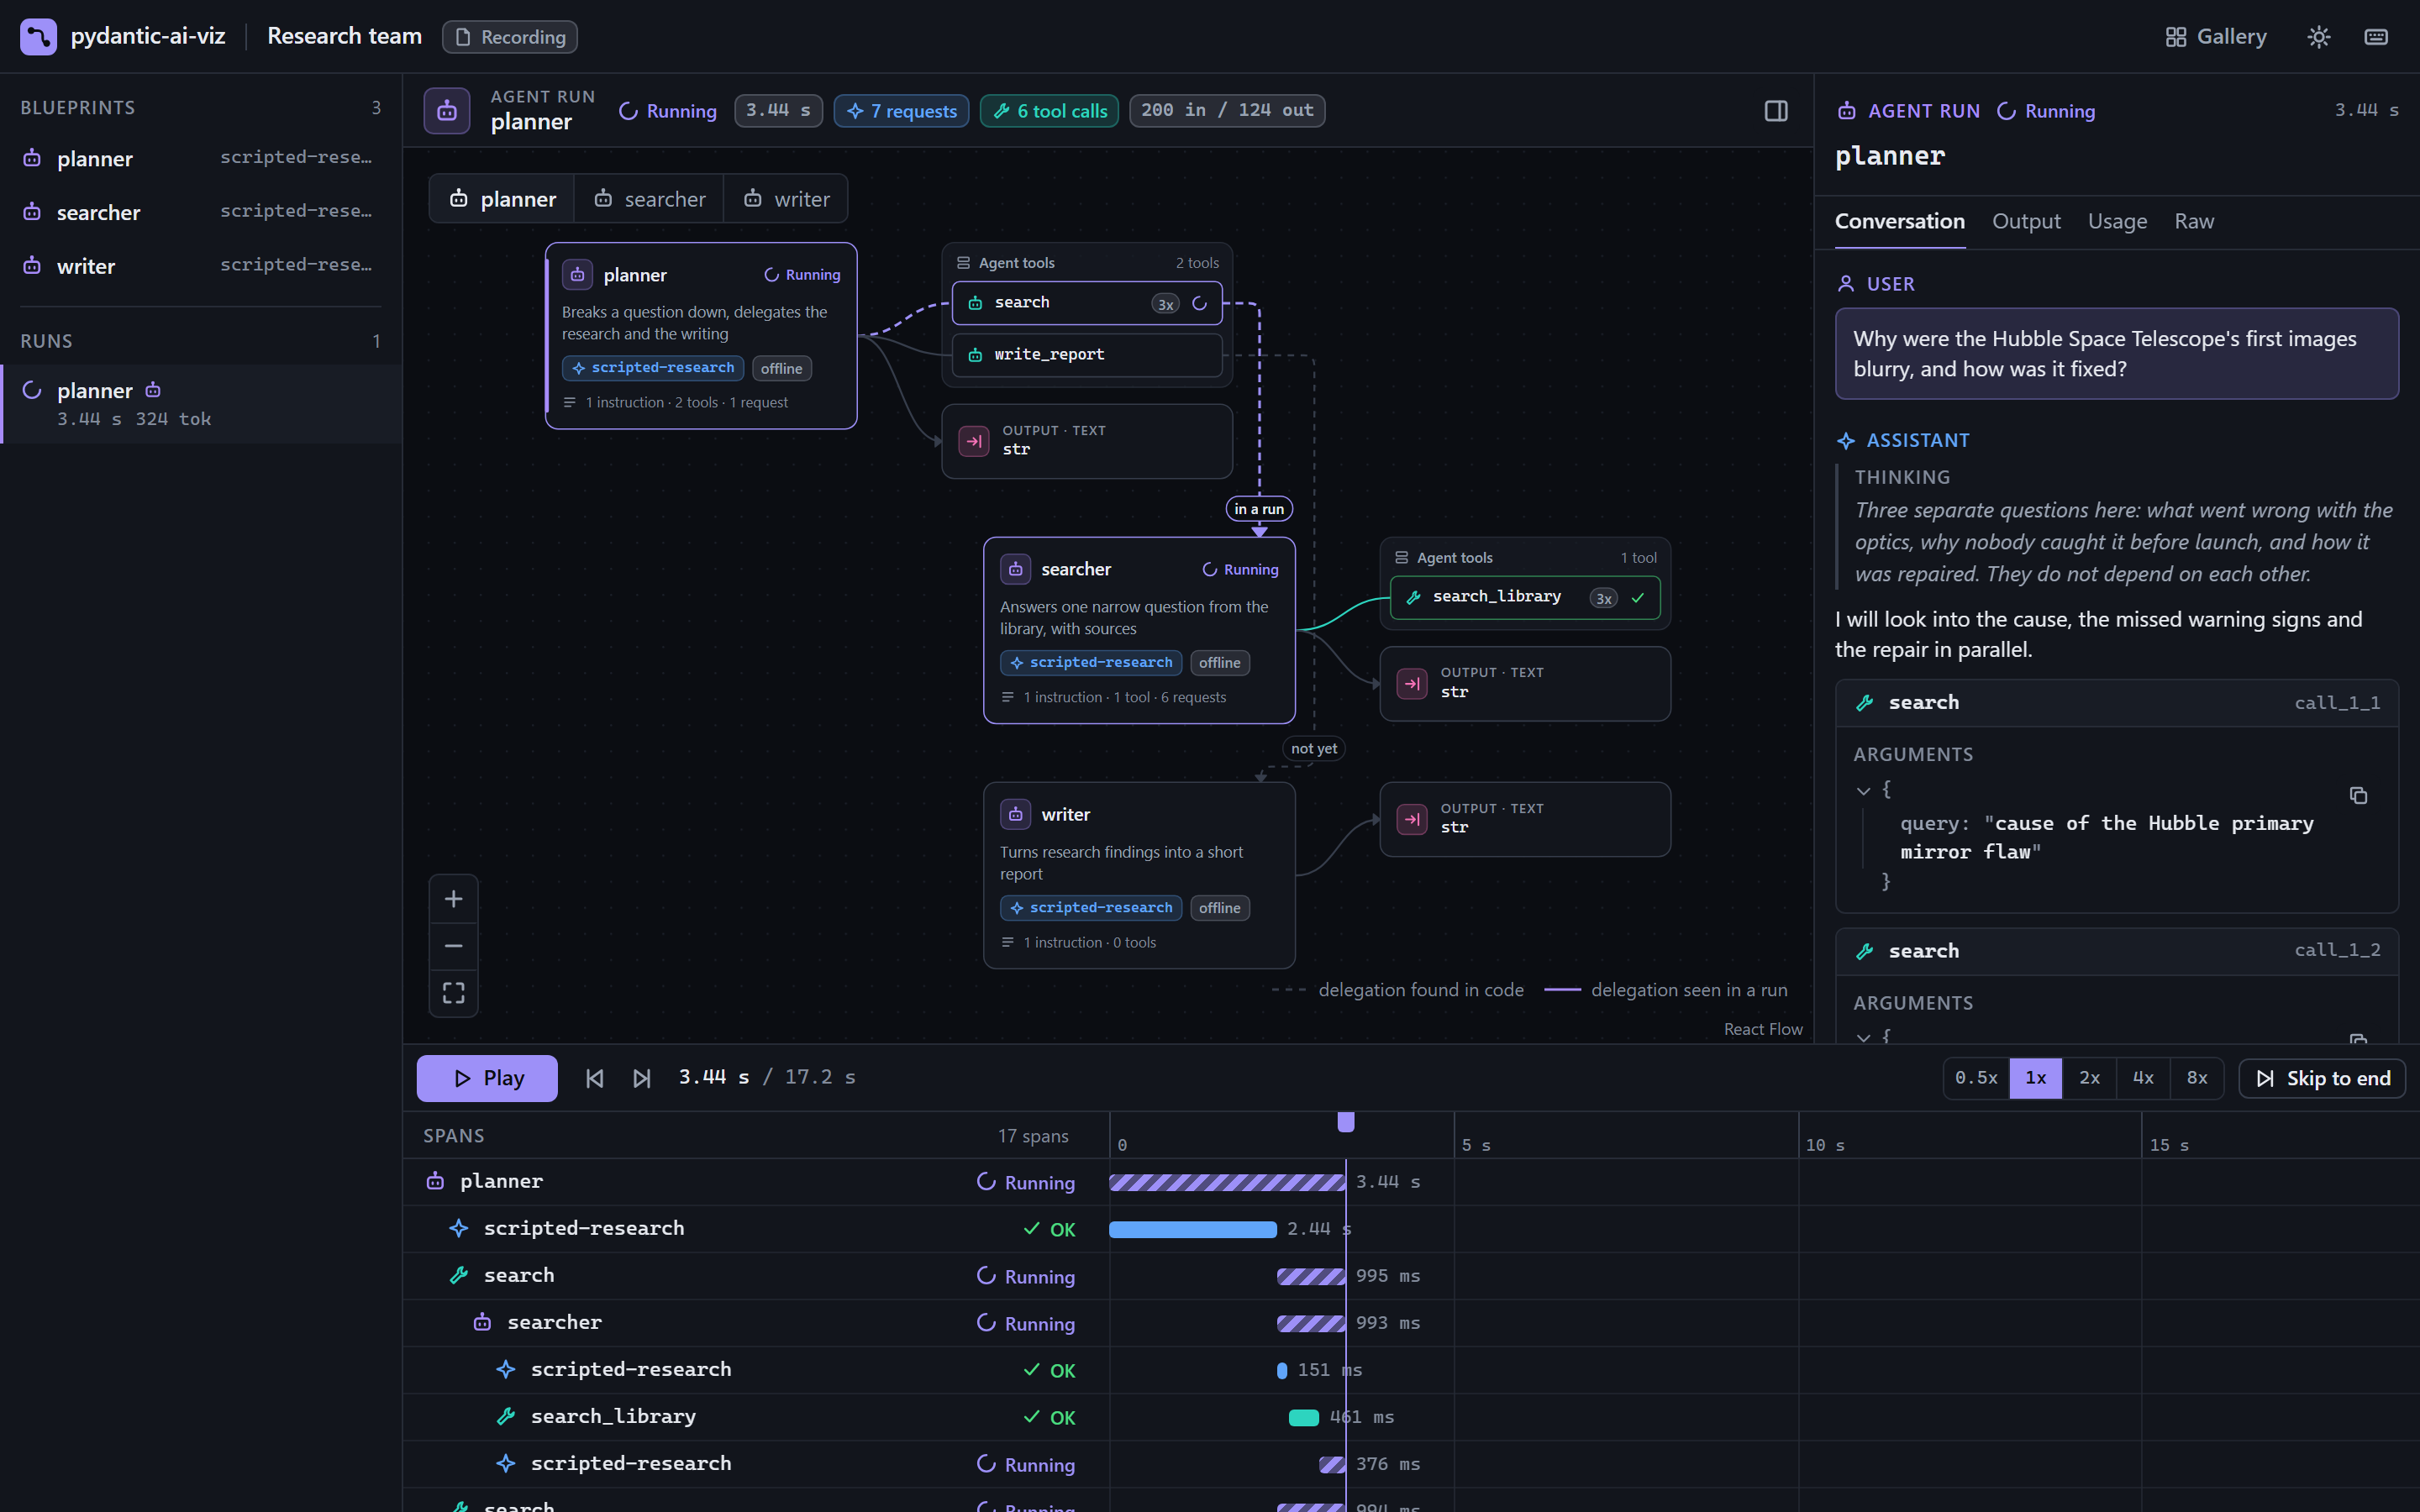 pydantic-ai-viz
Research team
Recording
Gallery
BLUEPRINTS 3
planner scripted-rese…
searcher scripted-rese…
writer scripted-rese…
RUNS 1
planner
3.44 s 324 tok
AGENT RUN
planner
Running
3.44 s
7 requests
6 tool calls
200 in / 124 out
planner
searcher
writer
planner
Running
Breaks a question down, delegates the
research and the writing
scripted-research offline
1 instruction · 2 tools · 1 request
Agent tools 2 tools
search 3x
write_report
OUTPUT · TEXT
str
in a run
searcher
Running
Answers one narrow question from the
library, with sources
scripted-research offline
1 instruction · 1 tool · 6 requests
Agent tools 1 tool
search_library 3x
OUTPUT · TEXT
str
not yet
writer
Turns research findings into a short
report
scripted-research offline
1 instruction · 0 tools
OUTPUT · TEXT
str
delegation found in code
delegation seen in a run
React Flow
AGENT RUN
Running
3.44 s
planner
Conversation Output Usage Raw
USER
Why were the Hubble Space Telescope's first images
blurry, and how was it fixed?
ASSISTANT
THINKING
Three separate questions here: what went wrong with the
optics, why nobody caught it before launch, and how it
was repaired. They do not depend on each other.
I will look into the cause, the missed warning signs and
the repair in parallel.
search call_1_1
ARGUMENTS
{
query: "cause of the Hubble primary
mirror flaw"
}
search call_1_2
ARGUMENTS
{
Play
3.44 s / 17.2 s
0.5x 1x 2x 4x 8x
Skip to end
SPANS 17 spans
0 5 s 10 s 15 s
planner Running 3.44 s
scripted-research OK 2.44 s
search Running 995 ms
searcher Running 993 ms
scripted-research OK 151 ms
search_library OK 461 ms
scripted-research Running 376 ms
search Running 994 ms